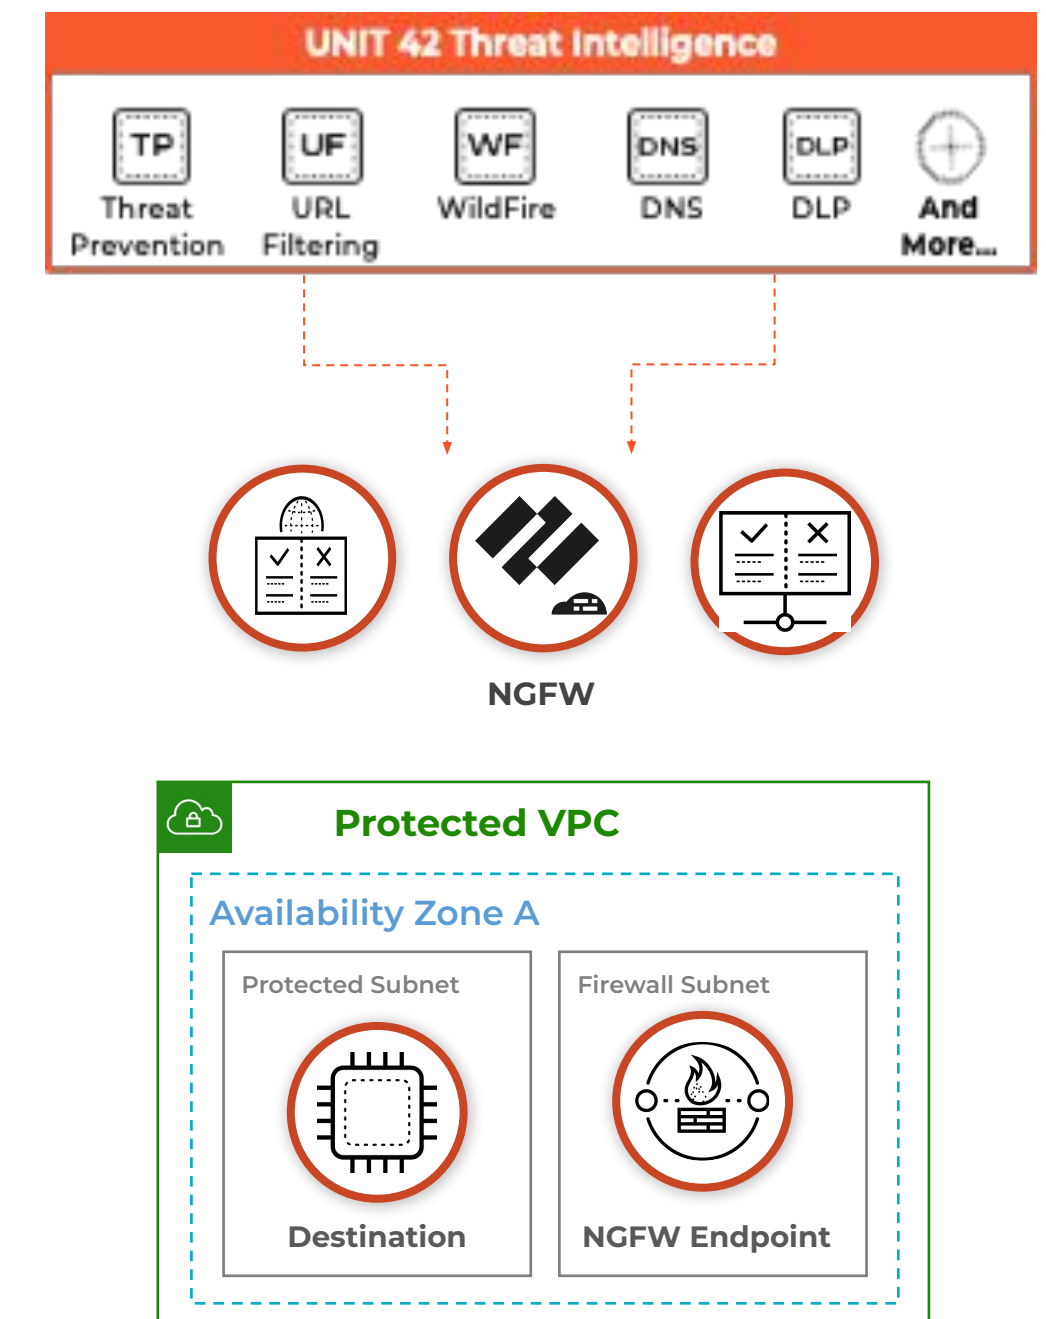 UNIT 42 Threat Intelligence
TP
UF
WF
DNS
DLP
Threat
Prevention
URL
Filtering
WildFire
DNS
DLP
And
More...
NGFW
Protected VPC
Availability Zone A
Protected Subnet
Firewall Subnet
Destination
NGFW Endpoint